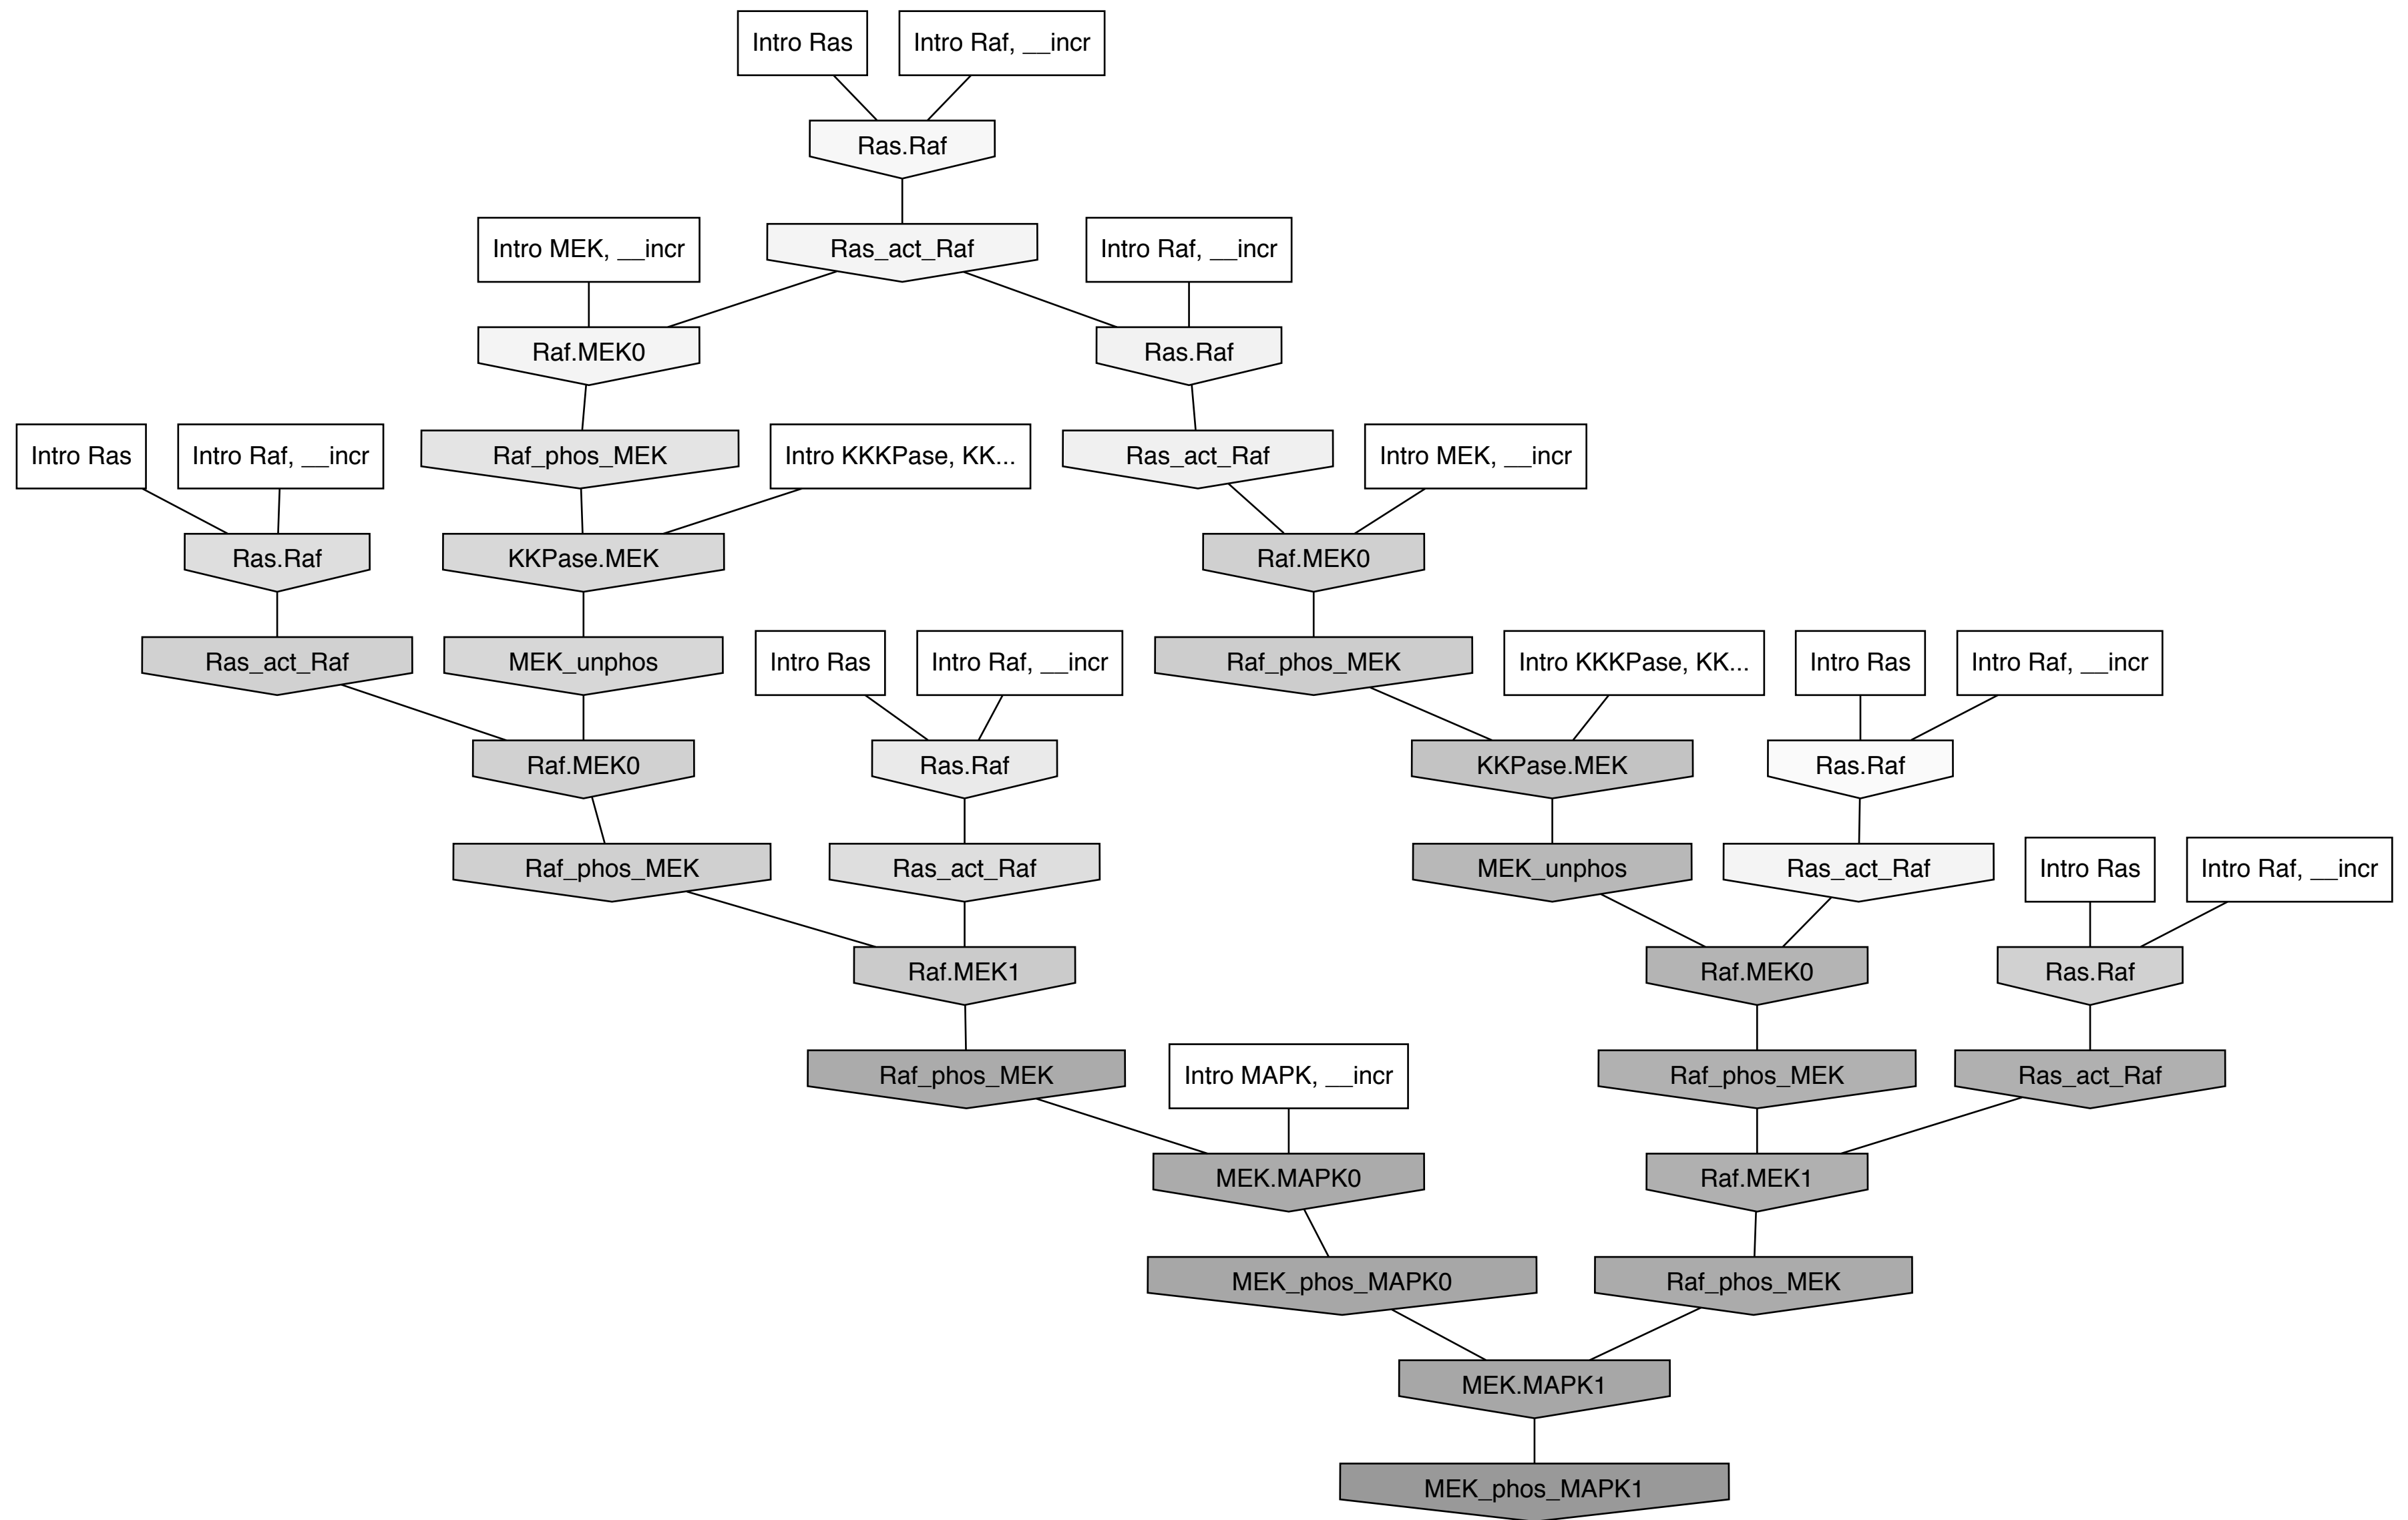 Intro Ras
Intro Raf, __incr
Ras.Raf
Intro MEK, __incr
Ras_act_Raf
Intro Raf, __incr
Raf.MEK0
Ras.Raf
Intro Ras
Intro Raf, __incr
Raf_phos_MEK
Intro KKKPase, KK...
Ras_act_Raf
Intro MEK, __incr
Ras.Raf
KKPase.MEK
Raf.MEK0
Ras_act_Raf
MEK_unphos
Intro Ras
Intro Raf, __incr
Raf_phos_MEK
Intro KKKPase, KK...
Intro Ras
Intro Raf, __incr
Raf.MEK0
Ras.Raf
KKPase.MEK
Ras.Raf
Raf_phos_MEK
Ras_act_Raf
MEK_unphos
Ras_act_Raf
Intro Ras
Intro Raf, __incr
Raf.MEK1
Raf.MEK0
Ras.Raf
Raf_phos_MEK
Intro MAPK, __incr
Raf_phos_MEK
Ras_act_Raf
MEK.MAPK0
Raf.MEK1
MEK_phos_MAPK0
Raf_phos_MEK
MEK.MAPK1
MEK_phos_MAPK1